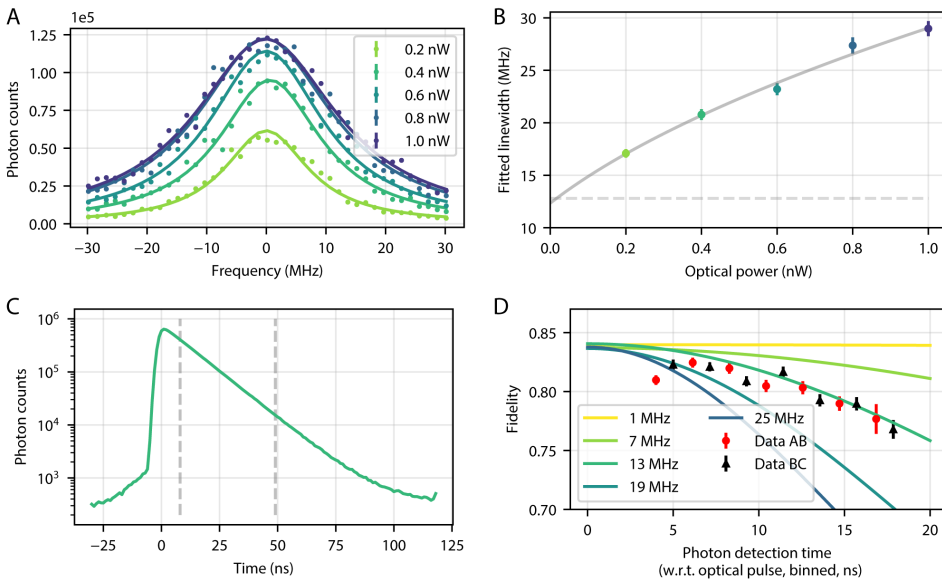 A
1e5
1.25
1.00
0.75
0.50
0.25
0.00
Photon counts
−30
−20
−10
0
10
20
30
Frequency (MHz)
0.2 nW
0.4 nW
0.6 nW
0.8 nW
1.0 nW
B
30
25
20
15
10
Fitted linewidth (MHz)
0.0
0.2
0.4
0.6
0.8
1.0
Optical power (nW)
C
10⁶
10⁵
10⁴
10³
Photon counts
−25
0
25
50
75
100
125
Time (ns)
D
0.85
0.80
0.75
0.70
Fidelity
1 MHz
7 MHz
13 MHz
19 MHz
25 MHz
Data AB
Data BC
0
5
10
15
20
Photon detection time
(w.r.t. optical pulse, binned, ns)